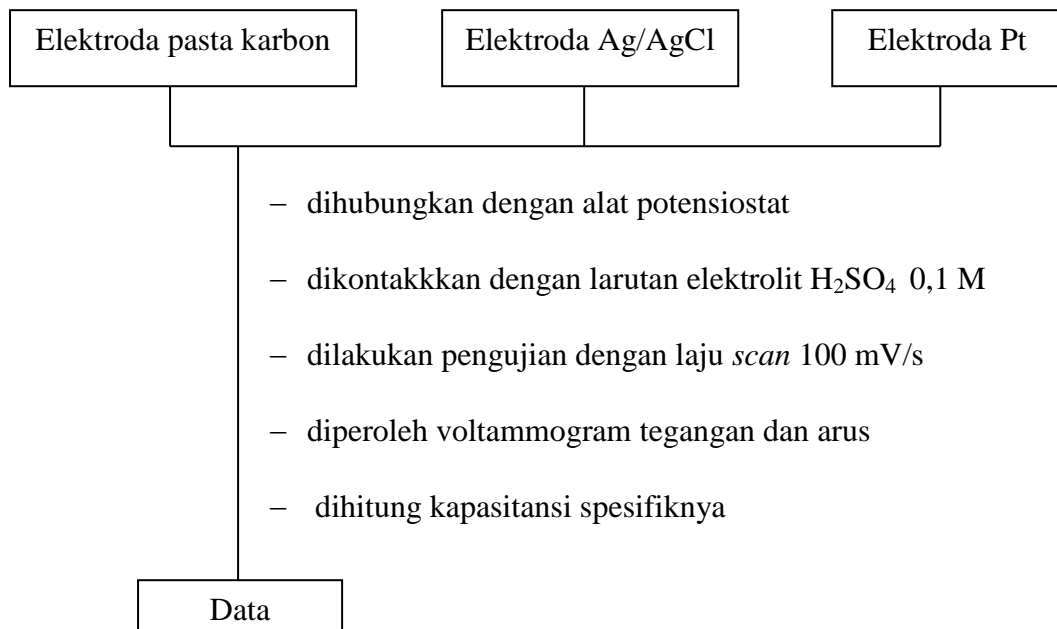 Elektroda pasta karbon
Elektroda Ag/AgCl
Elektroda Pt
– dihubungkan dengan alat potensiostat
– dikontakkkan dengan larutan elektrolit H₂SO₄ 0,1 M
– dilakukan pengujian dengan laju scan 100 mV/s
– diperoleh voltammogram tegangan dan arus
– dihitung kapasitansi spesifiknya
Data